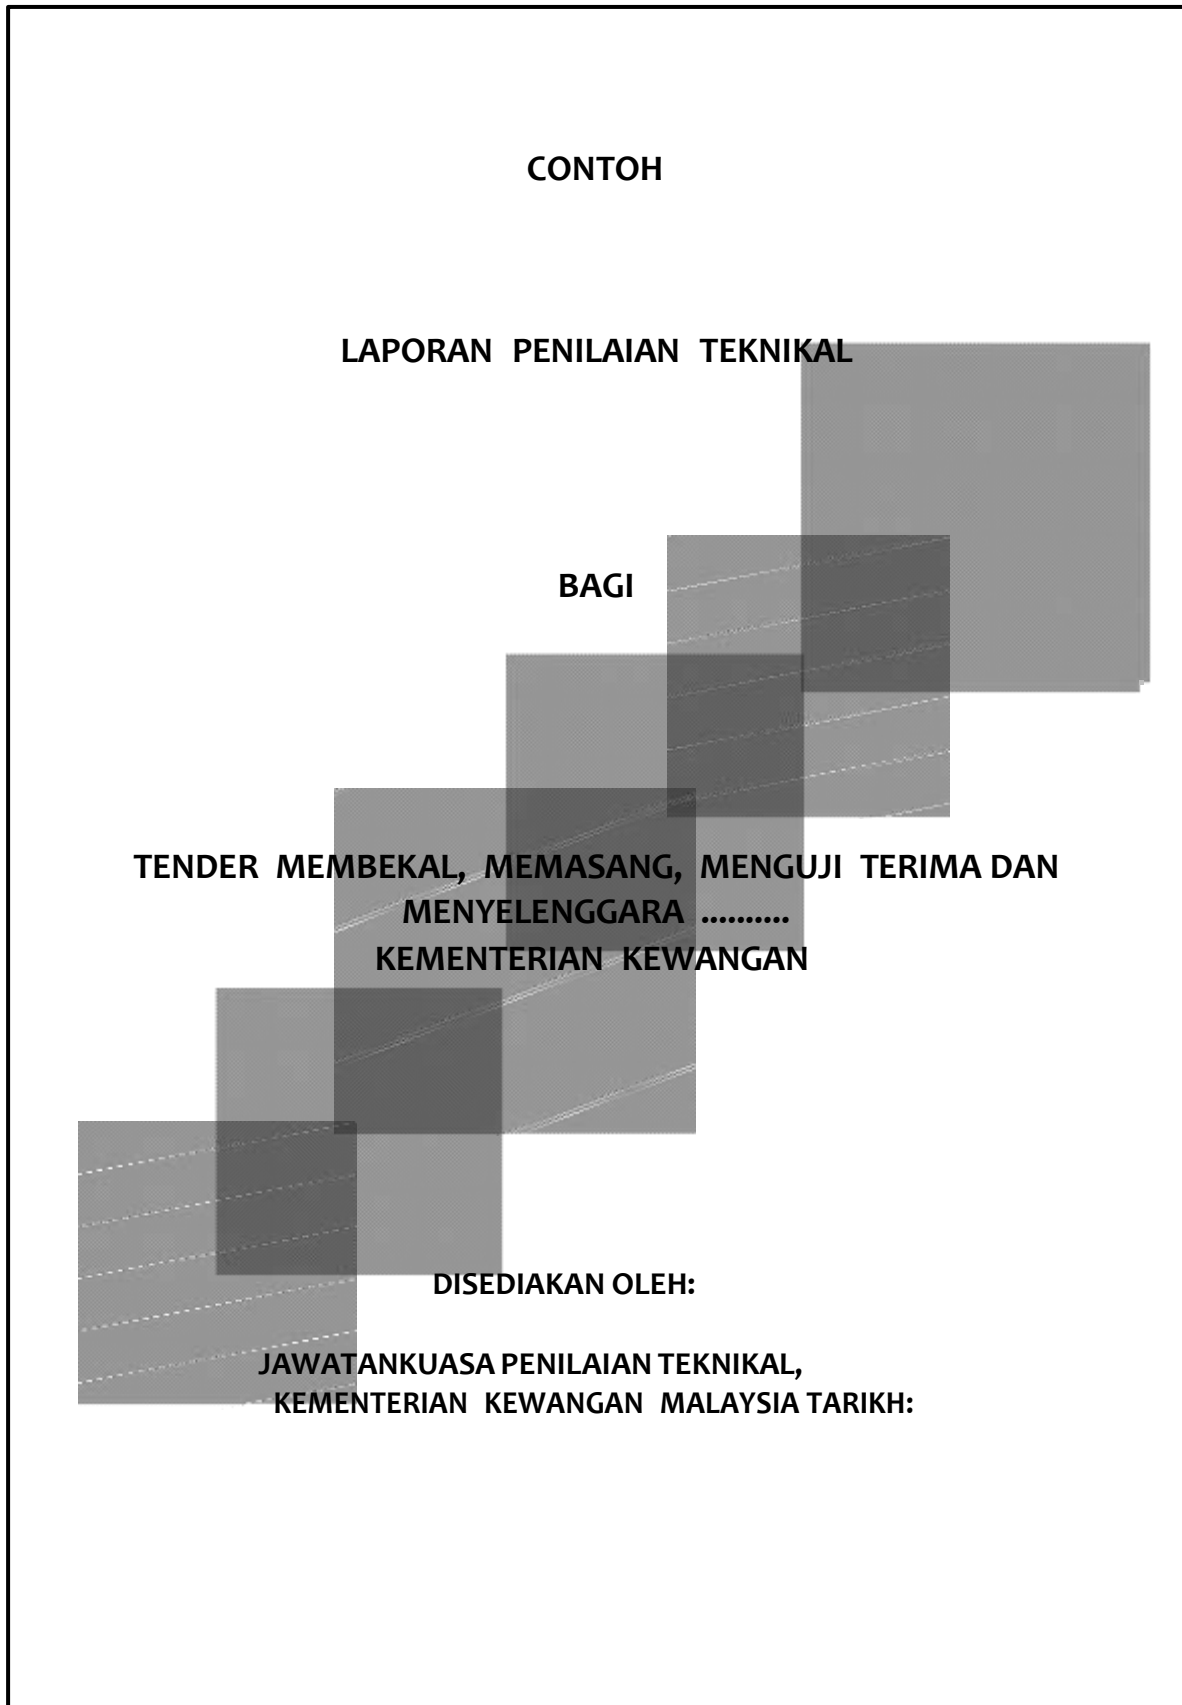 CONTOH
LAPORAN PENILAIAN TEKNIKAL
BAGI
TENDER MEMBEKAL, MEMASANG, MENGUJI TERIMA DAN
MENYELENGGARA ..........
KEMENTERIAN KEWANGAN
DISEDIAKAN OLEH:
JAWATANKUASA PENILAIAN TEKNIKAL,
KEMENTERIAN KEWANGAN MALAYSIA TARIKH: